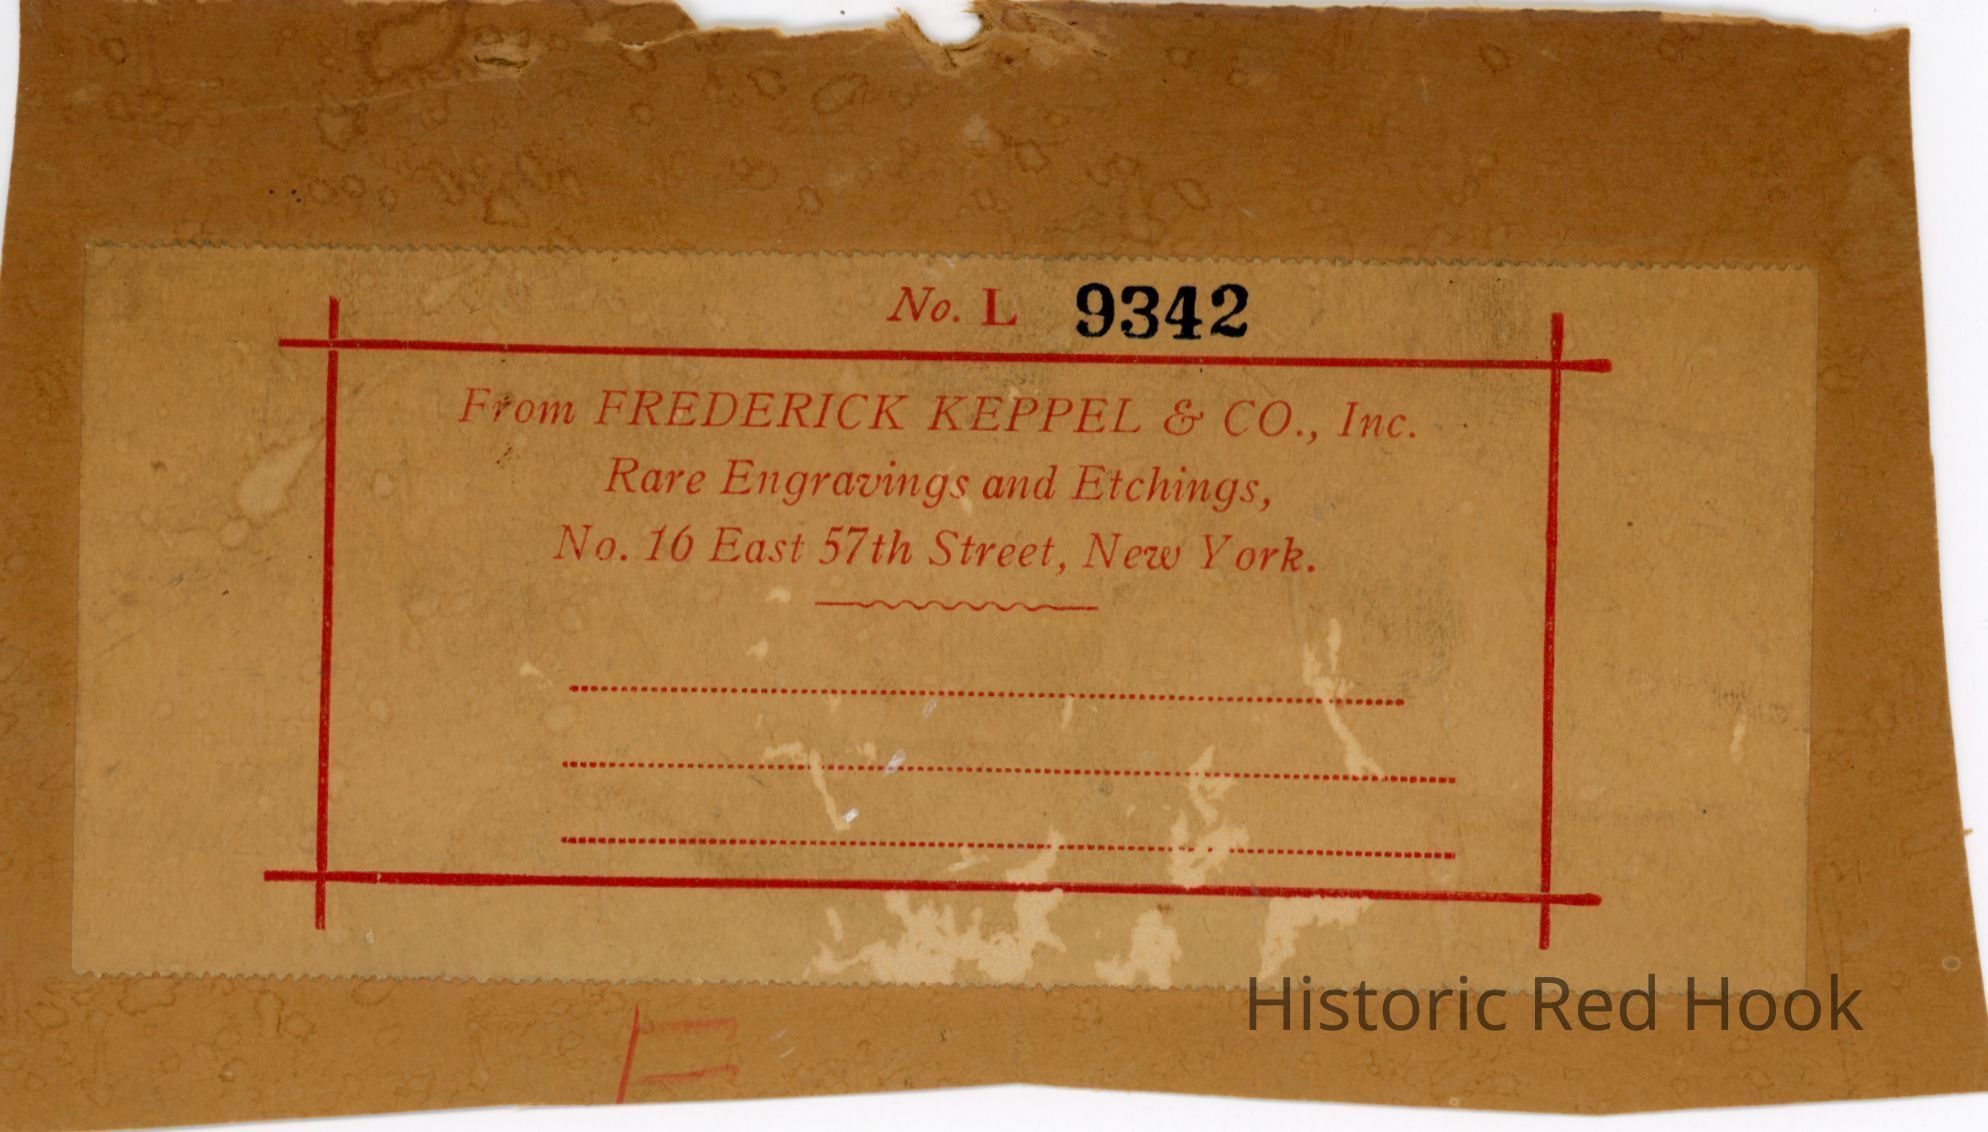 No. L 9342
From FREDERICK KEPPEL & CO., Inc.
Rare Engravings and Etchings,
No. 16 East 57th Street, New York.
Historic Red Hook